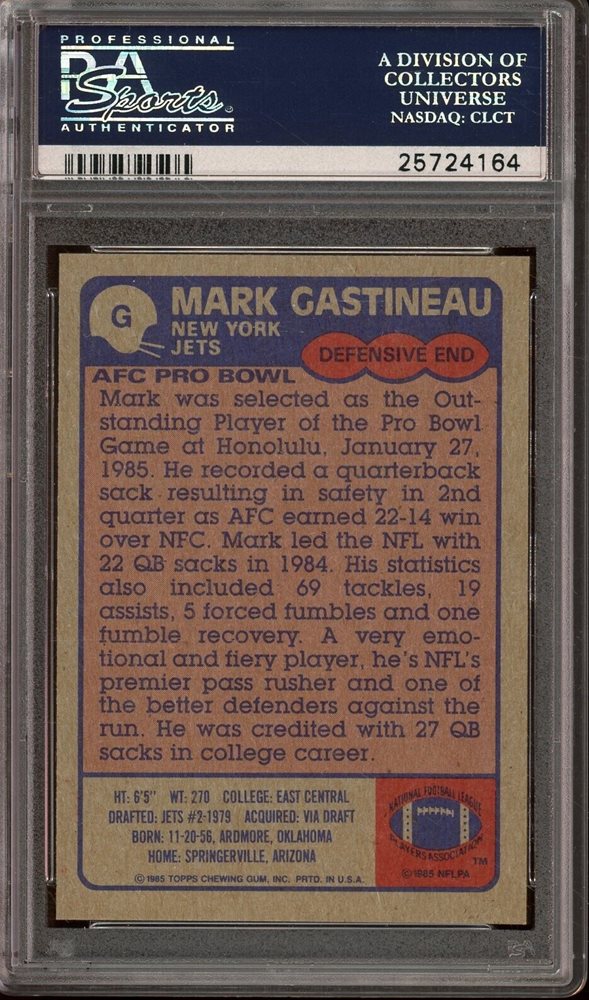 PROFESSIONAL
PSA
Sports
AUTHENTICATOR
A DIVISION OF
COLLECTORS
UNIVERSE
NASDAQ: CLCT
25724164
G
MARK GASTINEAU
NEW YORK
JETS
DEFENSIVE END
AFC PRO BOWL
Mark was selected as the Out-
standing Player of the Pro Bowl
Game at Honolulu, January 27,
1985. He recorded a quarterback
sack resulting in safety in 2nd
quarter as AFC earned 22-14 win
over NFC. Mark led the NFL with
22 QB sacks in 1984. His statistics
also included 69 tackles, 19
assists, 5 forced fumbles and one
fumble recovery. A very emo-
tional and fiery player, he's NFL's
premier pass rusher and one of
the better defenders against the
run. He was credited with 27 QB
sacks in college career.
HT: 6'5" WT: 270 COLLEGE: EAST CENTRAL
DRAFTED: JETS #2-1979 ACQUIRED: VIA DRAFT
BORN: 11-20-56, ARDMORE, OKLAHOMA
HOME: SPRINGERVILLE, ARIZONA
© 1985 TOPPS CHEWING GUM, INC. PRTD. IN U.S.A.
NATIONAL FOOTBALL LEAGUE
PLAYERS ASSOCIATION
TM
© 1985 NFLPA
PSA